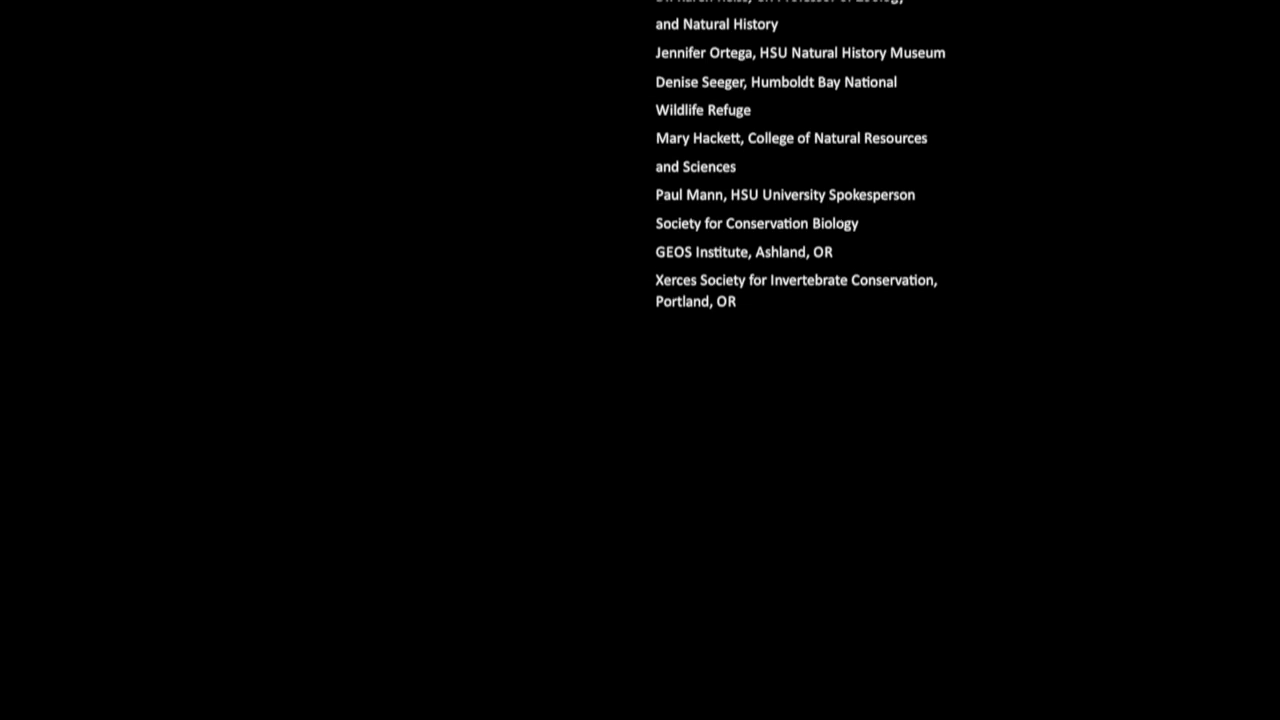 and Natural History
Jennifer Ortega, HSU Natural History Museum
Denise Seeger, Humboldt Bay National
Wildlife Refuge
Mary Hackett, College of Natural Resources
and Sciences
Paul Mann, HSU University Spokesperson
Society for Conservation Biology
GEOS Institute, Ashland, OR
Xerces Society for Invertebrate Conservation,
Portland, OR